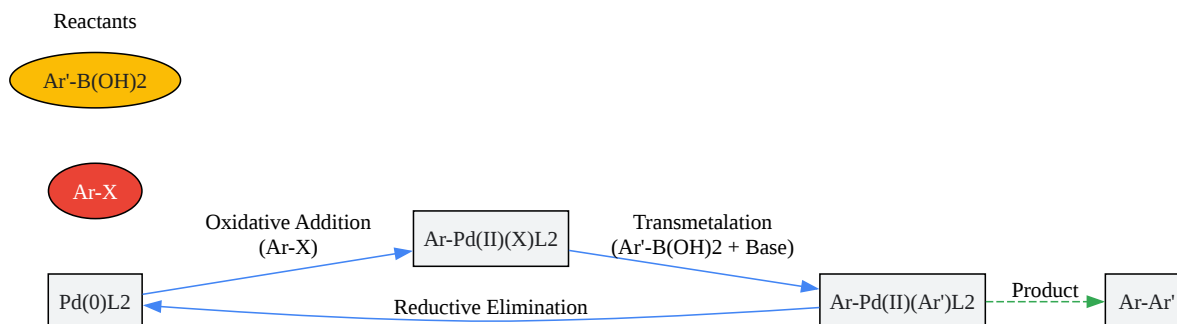 Reactants
Ar'-B(OH)2
Ar-X
Oxidative Addition
(Ar-X)
Ar-Pd(II)(X)L2
Transmetalation
(Ar'-B(OH)2 + Base)
Pd(0)L2
Reductive Elimination
Ar-Pd(II)(Ar')L2
Product
Ar-Ar'